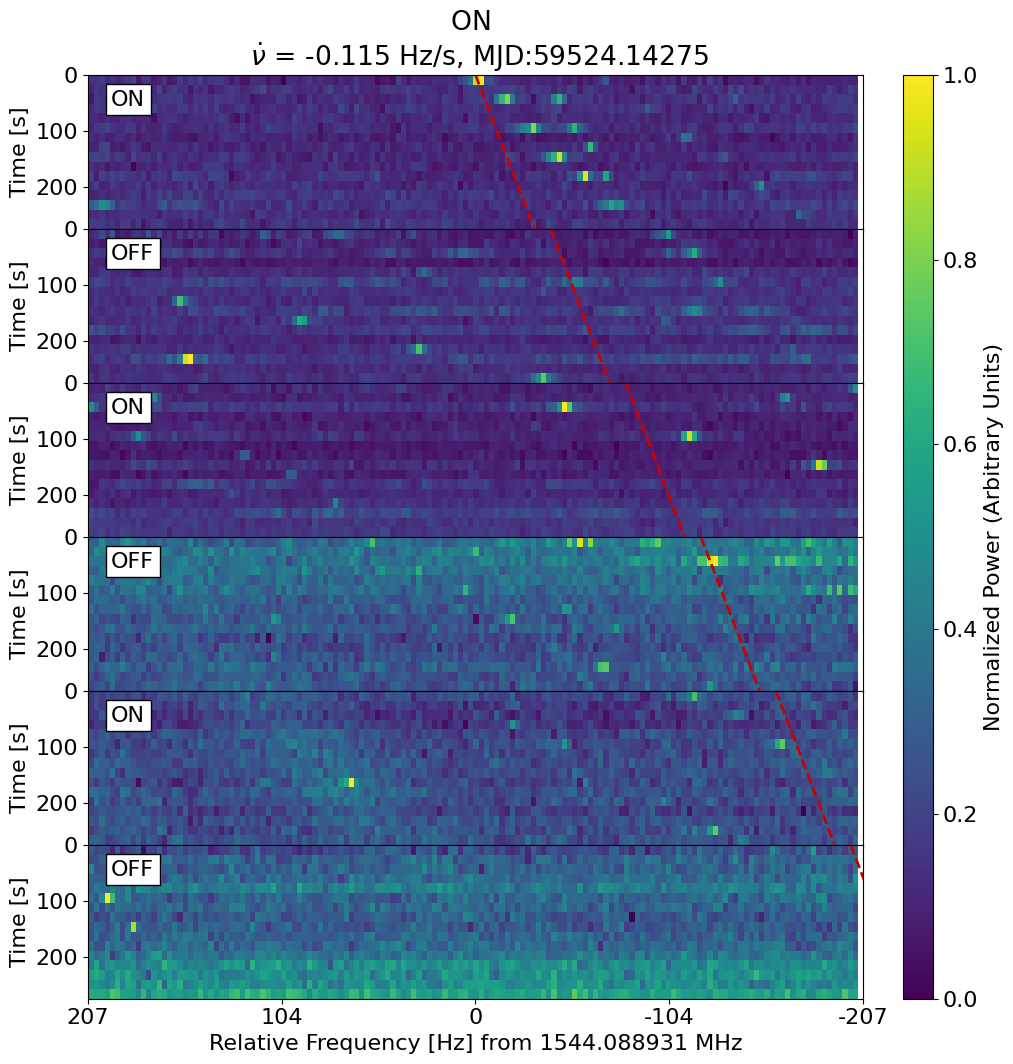 ON
ν̇ = -0.115 Hz/s, MJD:59524.14275
0
ON
Time [s]
100
200
0
OFF
Time [s]
100
200
0
ON
Time [s]
100
200
0
OFF
Time [s]
100
200
0
ON
Time [s]
100
200
0
OFF
Time [s]
100
200
207 104 0 -104 -207
Relative Frequency [Hz] from 1544.088931 MHz
1.0
0.8
0.6
0.4
0.2
0.0
Normalized Power (Arbitrary Units)